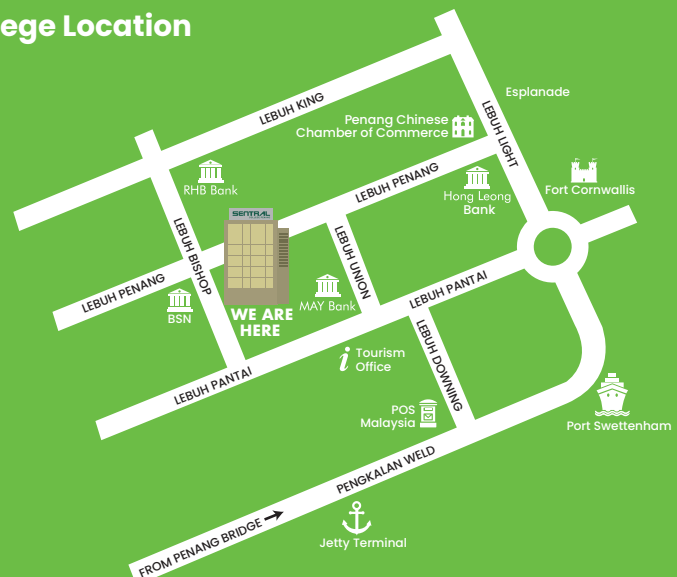 ege Location
LEBUH KING
Esplanade
LEBUH LIGHT
Penang Chinese
Chamber of Commerce
RHB Bank
LEBUH PENANG
Hong Leong
Bank
Fort Cornwallis
SENTRAL
LEBUH BISHOP
LEBUH UNION
LEBUH PENANG
BSN
WE ARE
HERE
MAY Bank
LEBUH PANTAI
LEBUH PANTAI
Tourism
Office
LEBUH DOWNING
POS
Malaysia
Port Swettenham
PENGKALAN WELD
FROM PENANG BRIDGE
Jetty Terminal